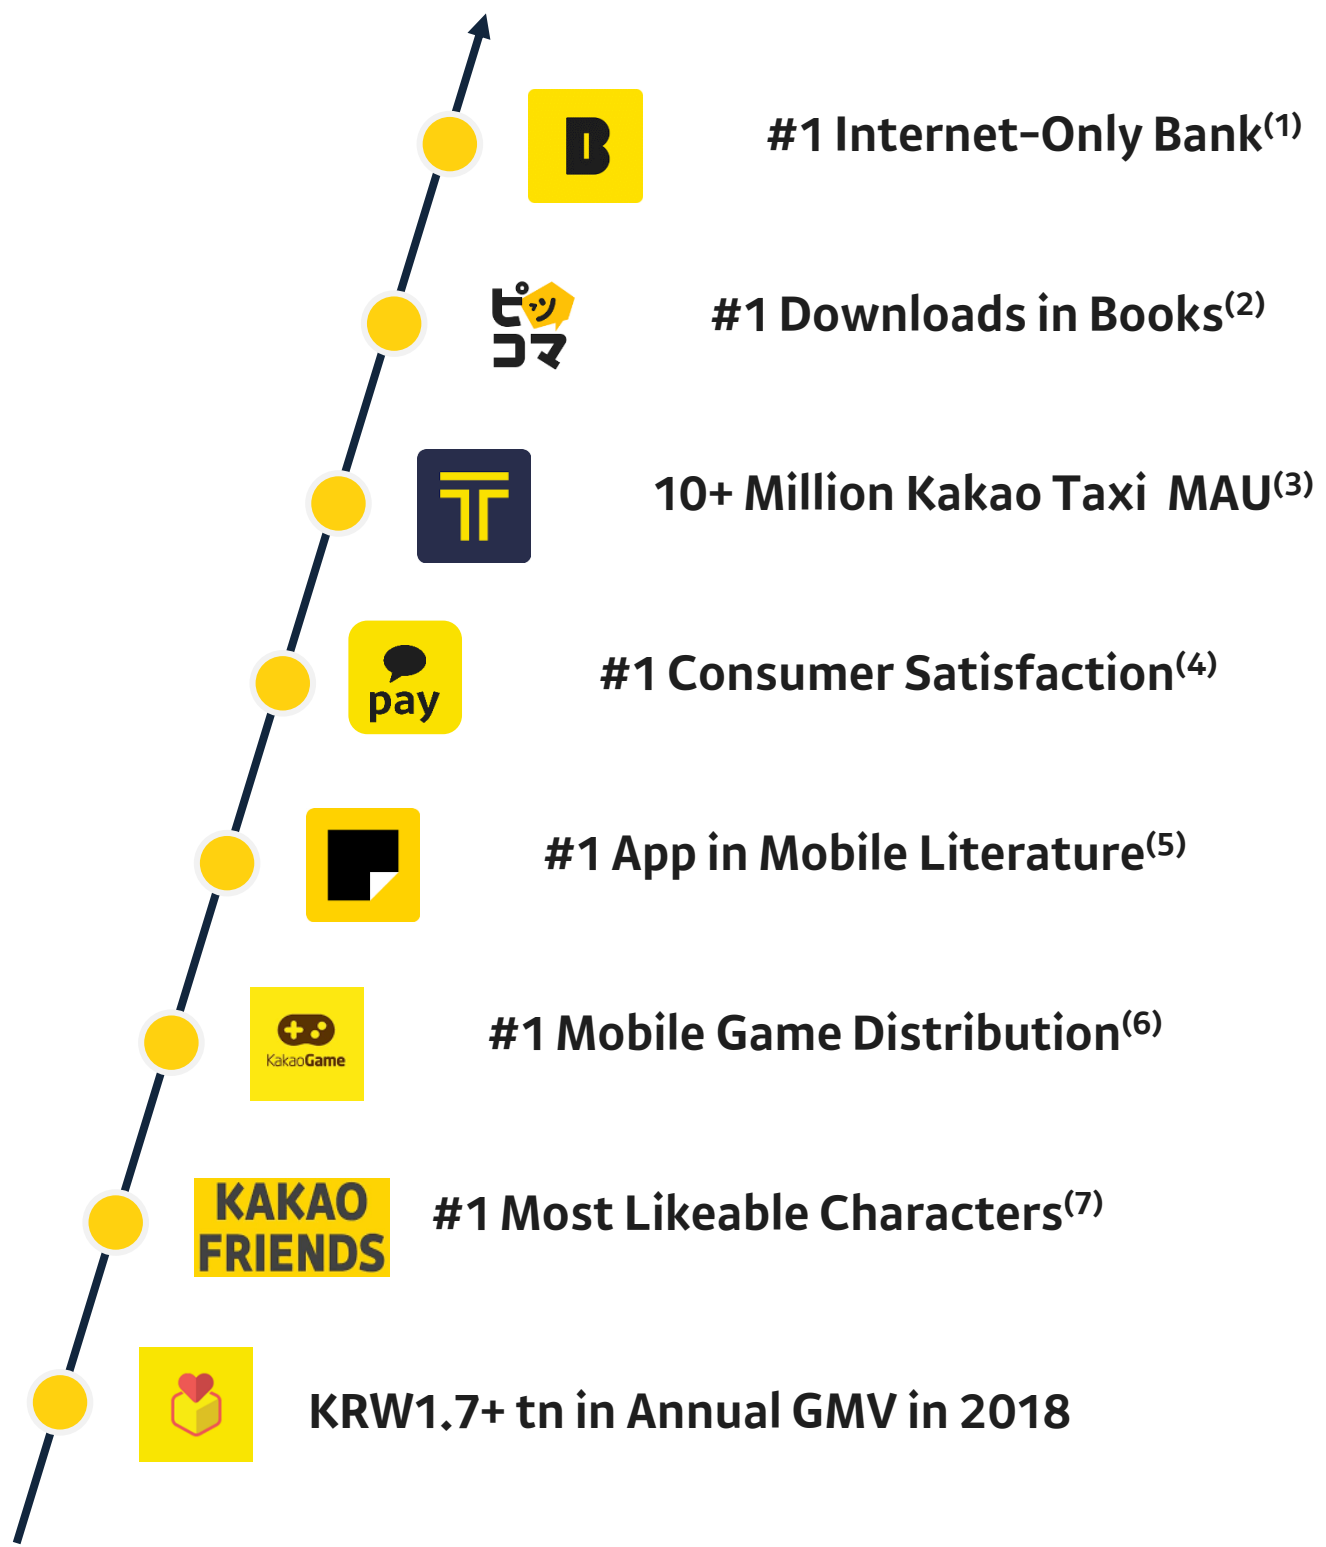 B
#1 Internet-Only Bank(1)
ピッ
コマ
#1 Downloads in Books(2)
T
10+ Million Kakao Taxi MAU(3)
pay
#1 Consumer Satisfaction(4)
#1 App in Mobile Literature(5)
KakaoGame
#1 Mobile Game Distribution(6)
KAKAO
FRIENDS
#1 Most Likeable Characters(7)
KRW1.7+ tn in Annual GMV in 2018